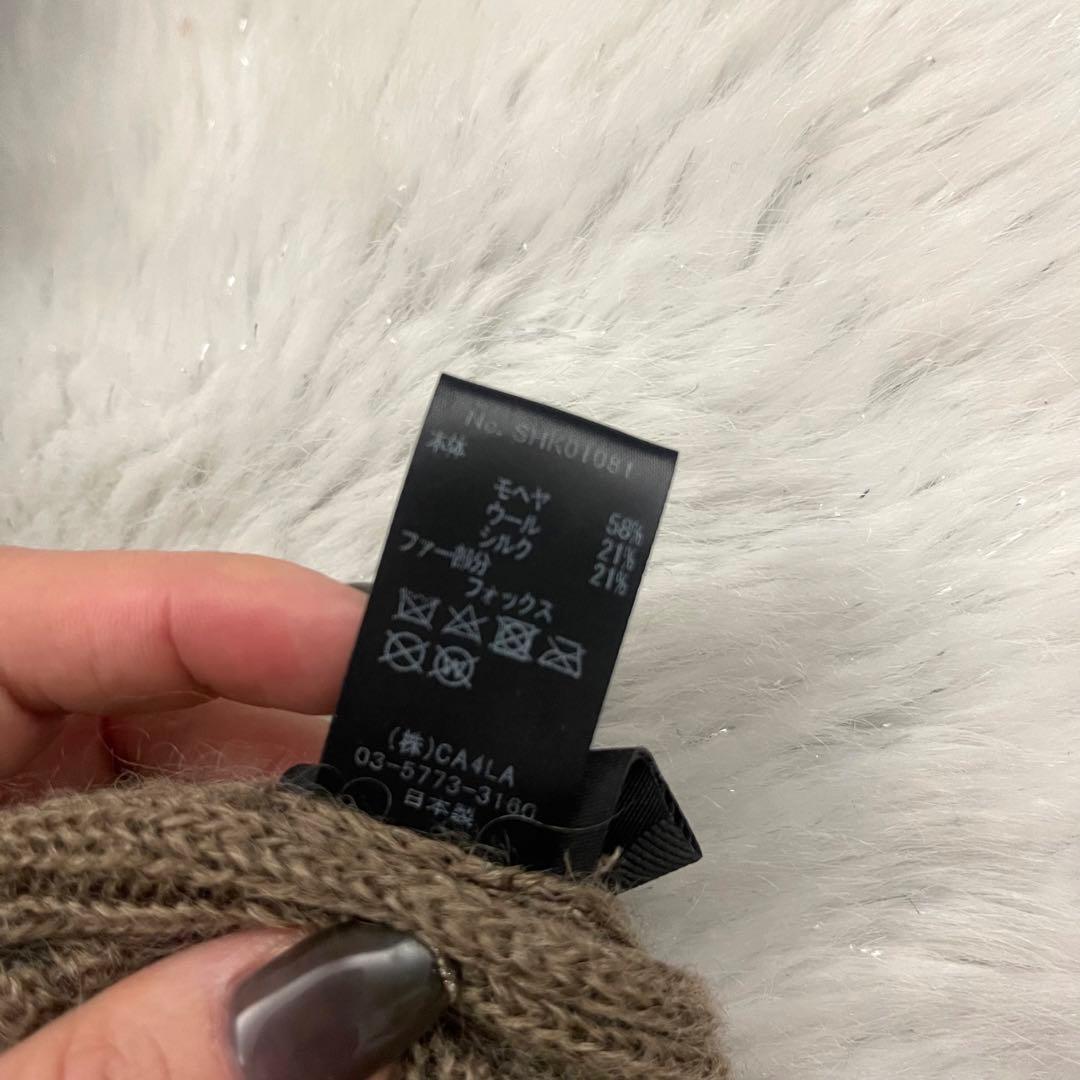 No. SHK01081
本体
モヘヤ 58%
ウール 21%
シルク 21%
ファー部分
フォックス
(株)CA4LA
03-5773-3160
日本製